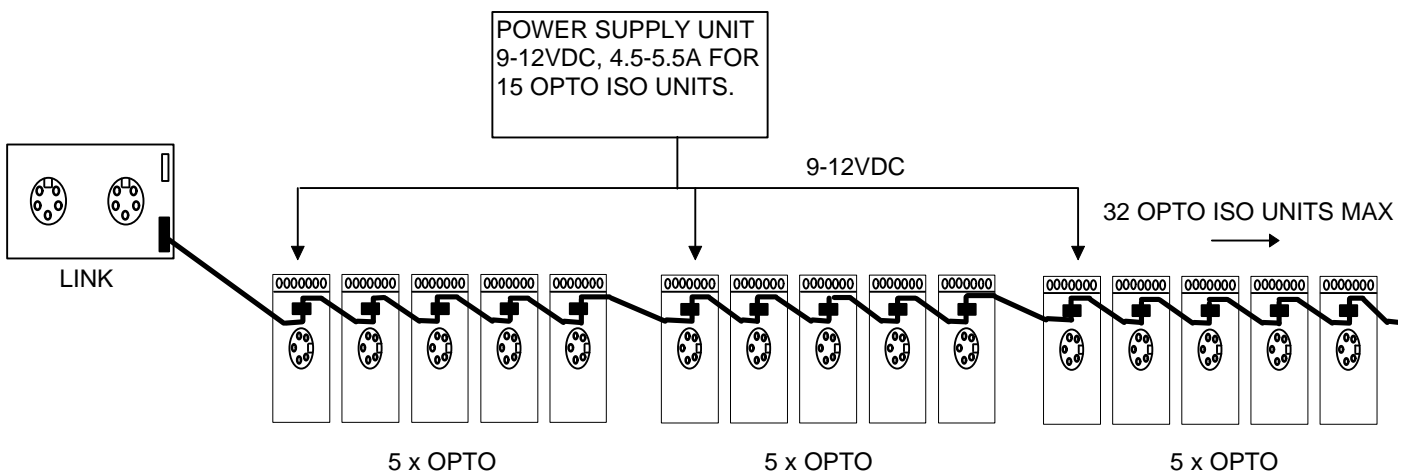 POWER SUPPLY UNIT
9-12VDC, 4.5-5.5A FOR
15 OPTO ISO UNITS.
9-12VDC
32 OPTO ISO UNITS MAX
LINK
0000000 0000000 0000000 0000000 0000000 0000000 0000000 0000000 0000000 0000000 0000000 0000000 0000000 0000000 0000000
5 x OPTO 5 x OPTO 5 x OPTO